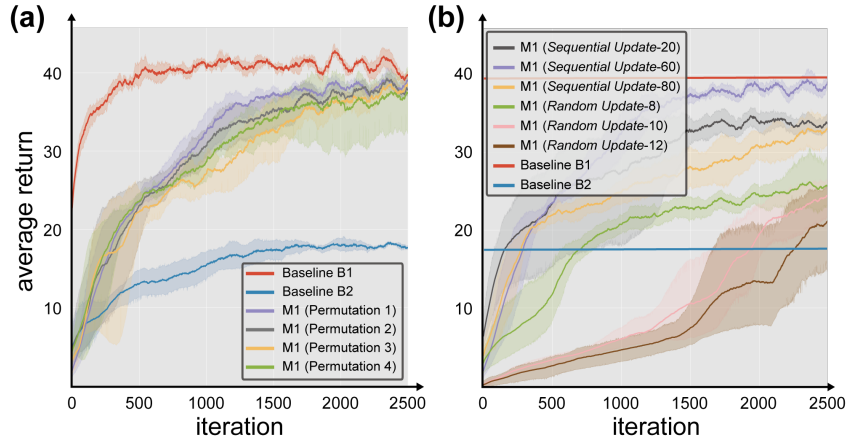 (a)
average return
40
30
20
10
0
500
1000
1500
2000
2500
iteration
Baseline B1
Baseline B2
M1 (Permutation 1)
M1 (Permutation 2)
M1 (Permutation 3)
M1 (Permutation 4)
(b)
40
30
20
10
0
500
1000
1500
2000
2500
iteration
M1 (Sequential Update-20)
M1 (Sequential Update-60)
M1 (Sequential Update-80)
M1 (Random Update-8)
M1 (Random Update-10)
M1 (Random Update-12)
Baseline B1
Baseline B2